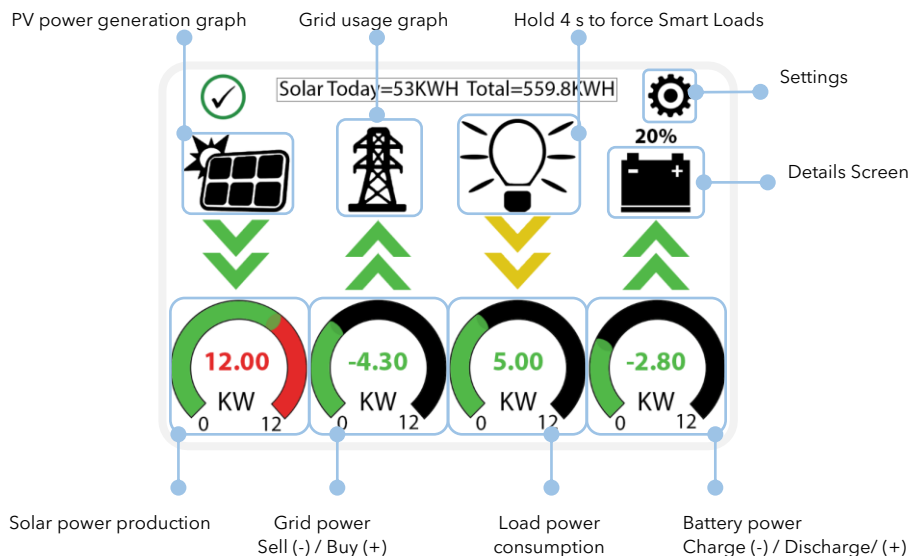 PV power generation graph
Grid usage graph
Hold 4 s to force Smart Loads
Solar Today=53KWH Total=559.8KWH
Settings
20%
- +
Details Screen
12.00
KW
0 12
-4.30
KW
0 12
5.00
KW
0 12
-2.80
KW
0 12
Solar power production
Grid power
Sell (-) / Buy (+)
Load power
consumption
Battery power
Charge (-) / Discharge/ (+)